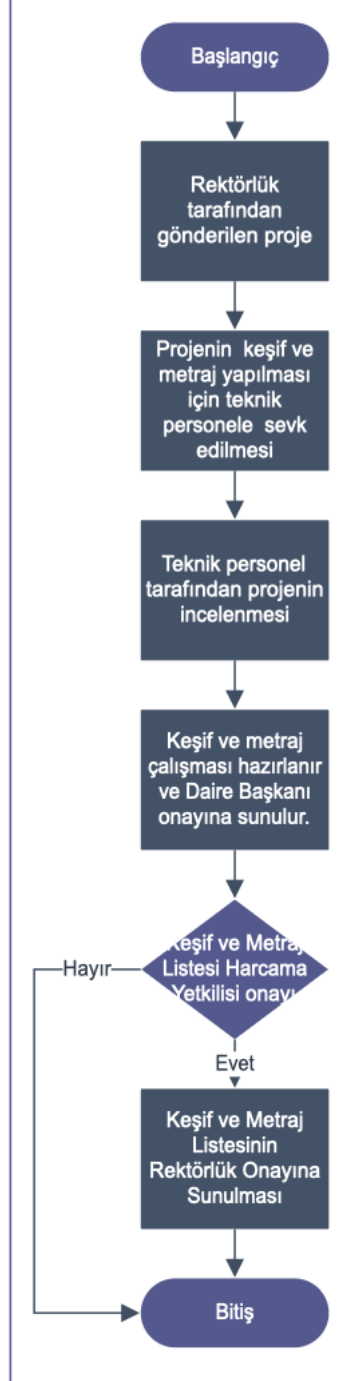 Başlangıç
Rektörlük
tarafından
gönderilen proje
Projenin keşif ve
metraj yapılması
için teknik
personele sevk
edilmesi
Teknik personel
tarafından projenin
incelenmesi
Keşif ve metraj
çalışması hazırlanır
ve Daire Başkanı
onayına sunulur.
Keşif ve Metraj
Listesi Harcama
Yetkilisi onayı
Hayır
Evet
Keşif ve Metraj
Listesinin
Rektörlük Onayına
Sunulması
Bitiş